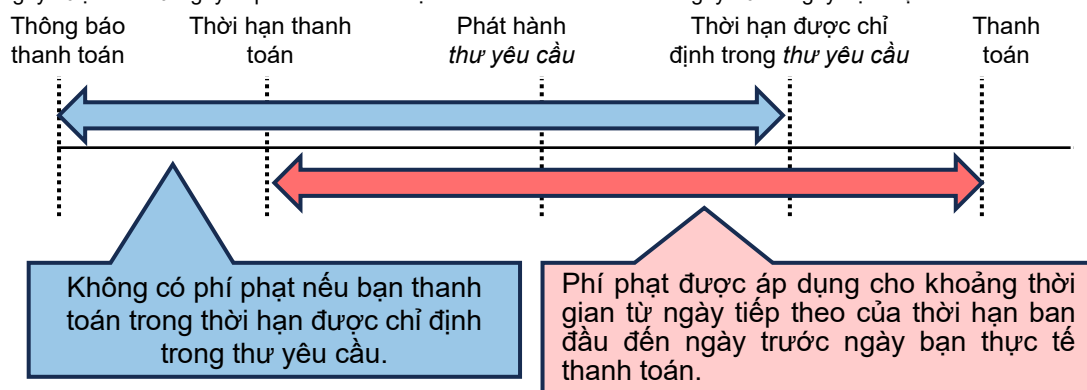 Thông báo
thanh toán
Thời hạn thanh
toán
Phát hành
thư yêu cầu
Thời hạn được chỉ
định trong thư yêu cầu
Thanh
toán
Không có phí phạt nếu bạn thanh
toán trong thời hạn được chỉ định
trong thư yêu cầu.
Phí phạt được áp dụng cho khoảng thời
gian từ ngày tiếp theo của thời hạn ban
đầu đến ngày trước ngày bạn thực tế
thanh toán.